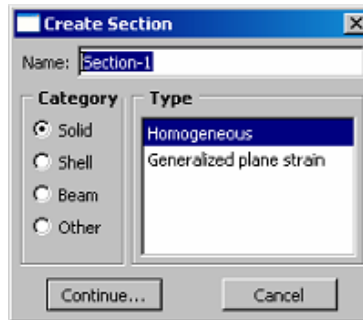 Create Section
Name: Section-1
Category
Type
Solid
Shell
Beam
Other
Homogeneous
Generalized plane strain
Continue...
Cancel